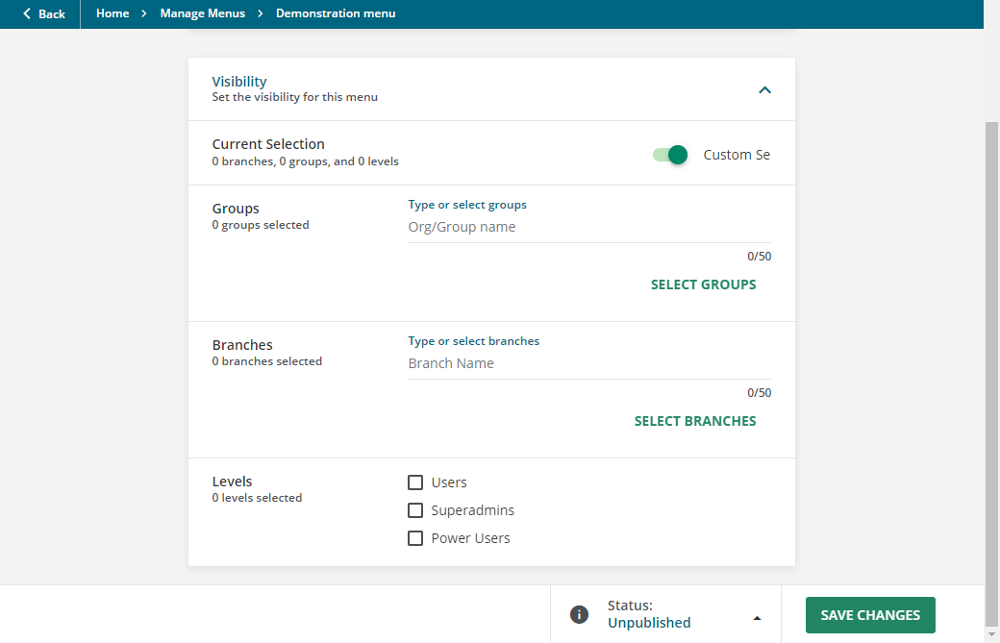 Back Home Manage Menus Demonstration menu
Visibility
Set the visibility for this menu
Current Selection
0 branches, 0 groups, and 0 levels
Custom Se
Groups
0 groups selected
Type or select groups
Org/Group name
0/50
SELECT GROUPS
Branches
0 branches selected
Type or select branches
Branch Name
0/50
SELECT BRANCHES
Levels
0 levels selected
Users
Superadmins
Power Users
Status:
Unpublished
SAVE CHANGES